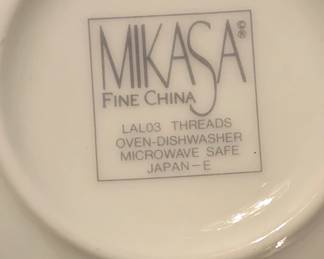 MIKASA®
FINE CHINA
LAL03 THREADS
OVEN-DISHWASHER
MICROWAVE SAFE
JAPAN-E